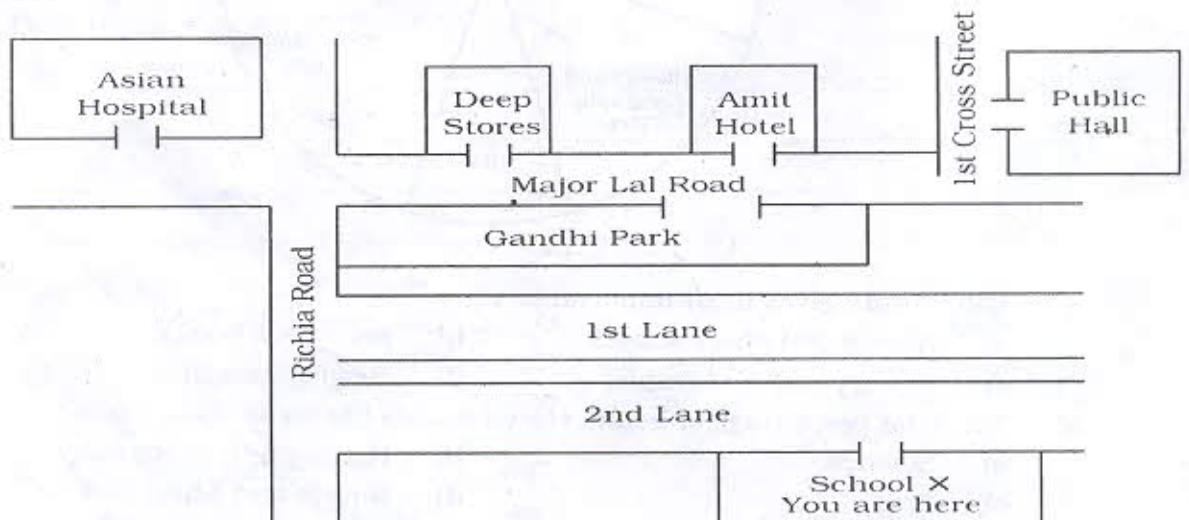 Asian
Hospital
Deep
Stores
Amit
Hotel
1st Cross Street
Public
Hall
Major Lal Road
Gandhi Park
Richia Road
1st Lane
2nd Lane
School X
You are here